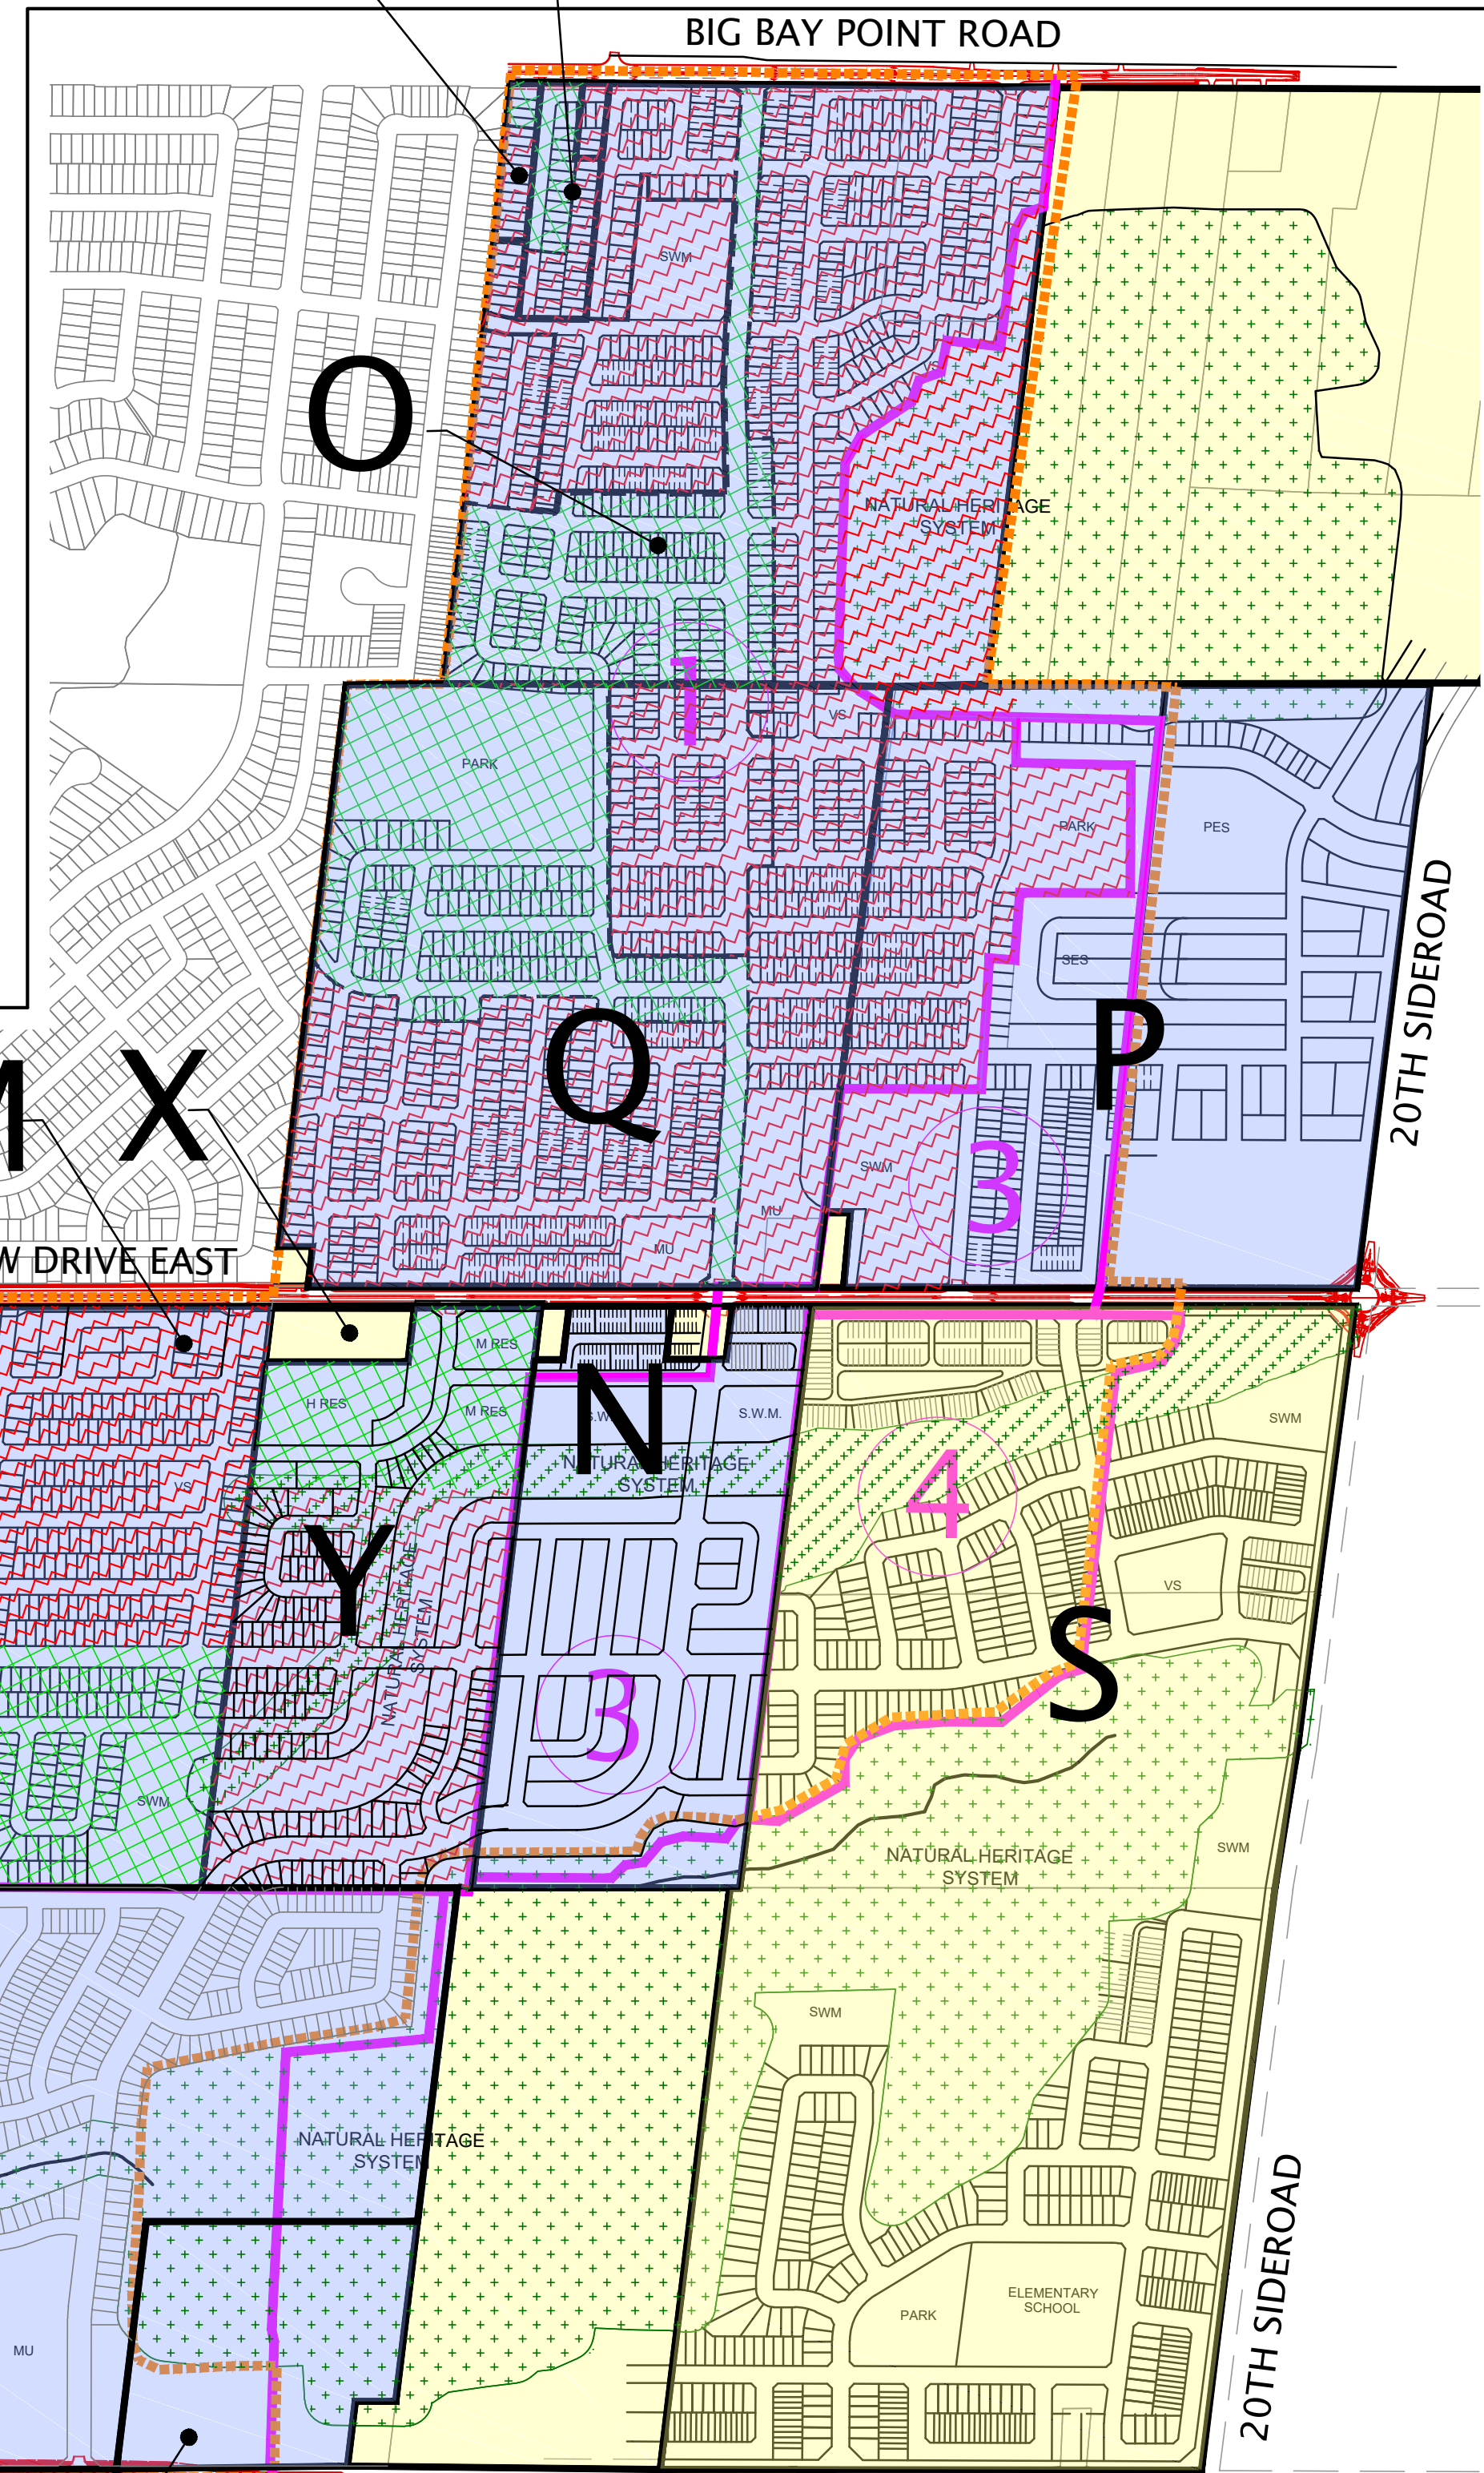 BIG BAY POINT ROAD
SWM
O
VS
NATURAL HERITAGE
SYSTEM
1
VS
PARK
PARK
PES
20TH SIDEROAD
SES
Q
P
M
X
SWM
3
MU
MU
W DRIVE EAST
M RES
H RES
M RES
N
S.W.M.
SWM
NATURAL HERITAGE
SYSTEM
4
VS
Y
NATURAL HERITAGE
SYSTEM
VS
S
3
SWM
NATURAL HERITAGE
SYSTEM
SWM
SWM
NATURAL HERITAGE
SYSTEM
20TH SIDEROAD
ELEMENTARY
SCHOOL
PARK
MU